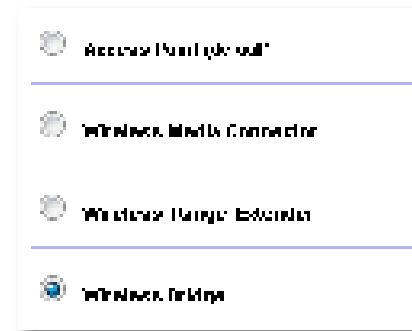 Access Point (default)
Wireless Media Connector
Wireless Range Extender
Wireless Bridge